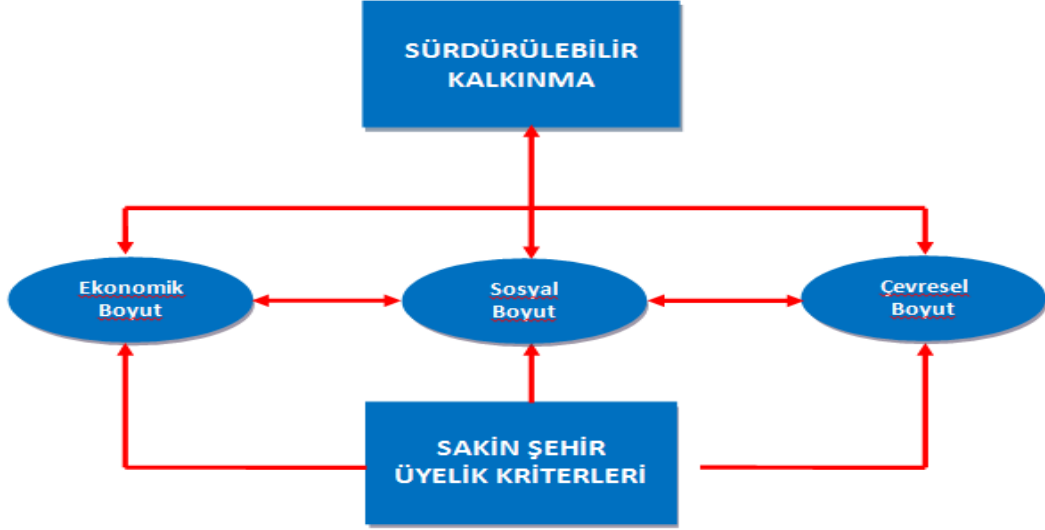 SÜRDÜRÜLEBİLİR
KALKINMA
Ekonomik
Boyut
Sosyal
Boyut
Çevresel
Boyut
SAKİN ŞEHİR
ÜYELİK KRİTERLERİ